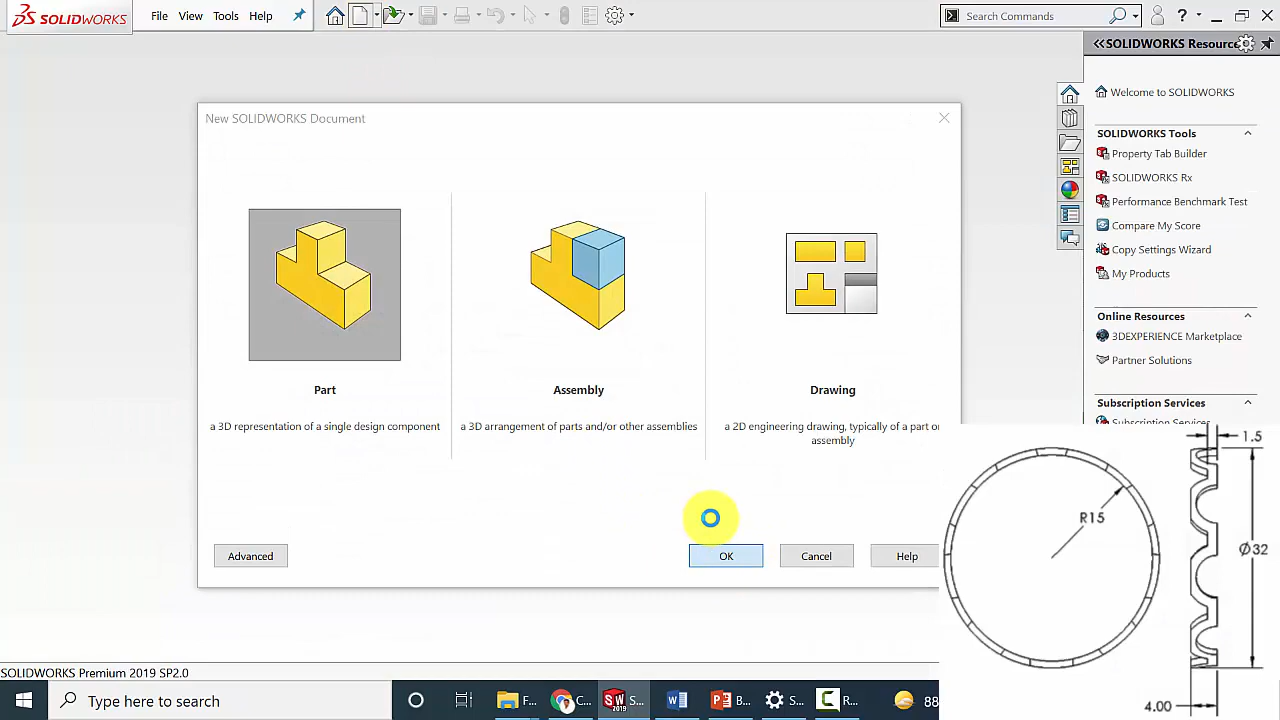 SOLIDWORKS File View Tools Help Search Commands ?
SOLIDWORKS Resourc
New SOLIDWORKS Document
Welcome to SOLIDWORKS
SOLIDWORKS Tools
Property Tab Builder
SOLIDWORKS Rx
Performance Benchmark Test
Compare My Score
Copy Settings Wizard
My Products
Online Resources
3DEXPERIENCE Marketplace
Partner Solutions
Subscription Services
Subscription Services
Part
a 3D representation of a single design component
Assembly
a 3D arrangement of parts and/or other assemblies
Drawing
a 2D engineering drawing, typically of a part or
assembly
Advanced OK Cancel Help
1.5
R15
Ø32
4.00
SOLIDWORKS Premium 2019 SP2.0
Type here to search F... C... S... B... S... R... 88